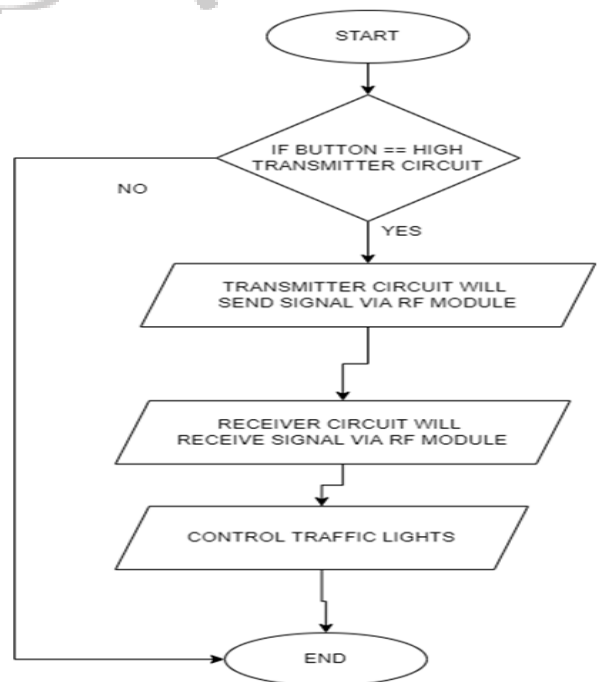 START
IF BUTTON == HIGH
TRANSMITTER CIRCUIT
NO
YES
TRANSMITTER CIRCUIT WILL
SEND SIGNAL VIA RF MODULE
RECEIVER CIRCUIT WILL
RECEIVE SIGNAL VIA RF MODULE
CONTROL TRAFFIC LIGHTS
END